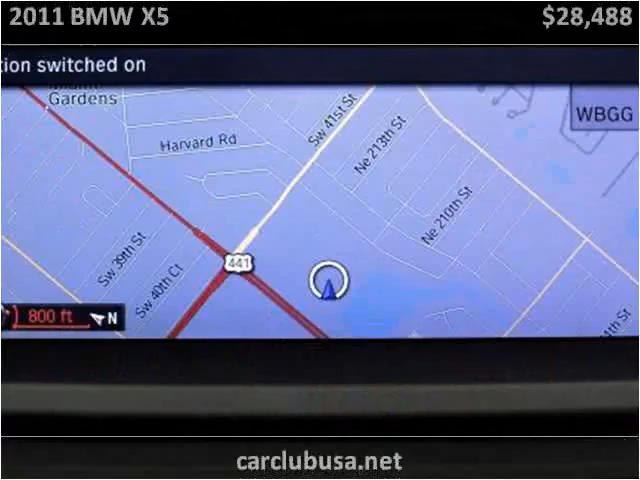 2011 BMW X5
$28,488
tion switched on
Gardens
WBGG
Harvard Rd
Sw 41st St
Ne 213th St
Ne 210th St
Sw 39th St
Sw 40th Ct
441
800 ft
N
carclubusa.net